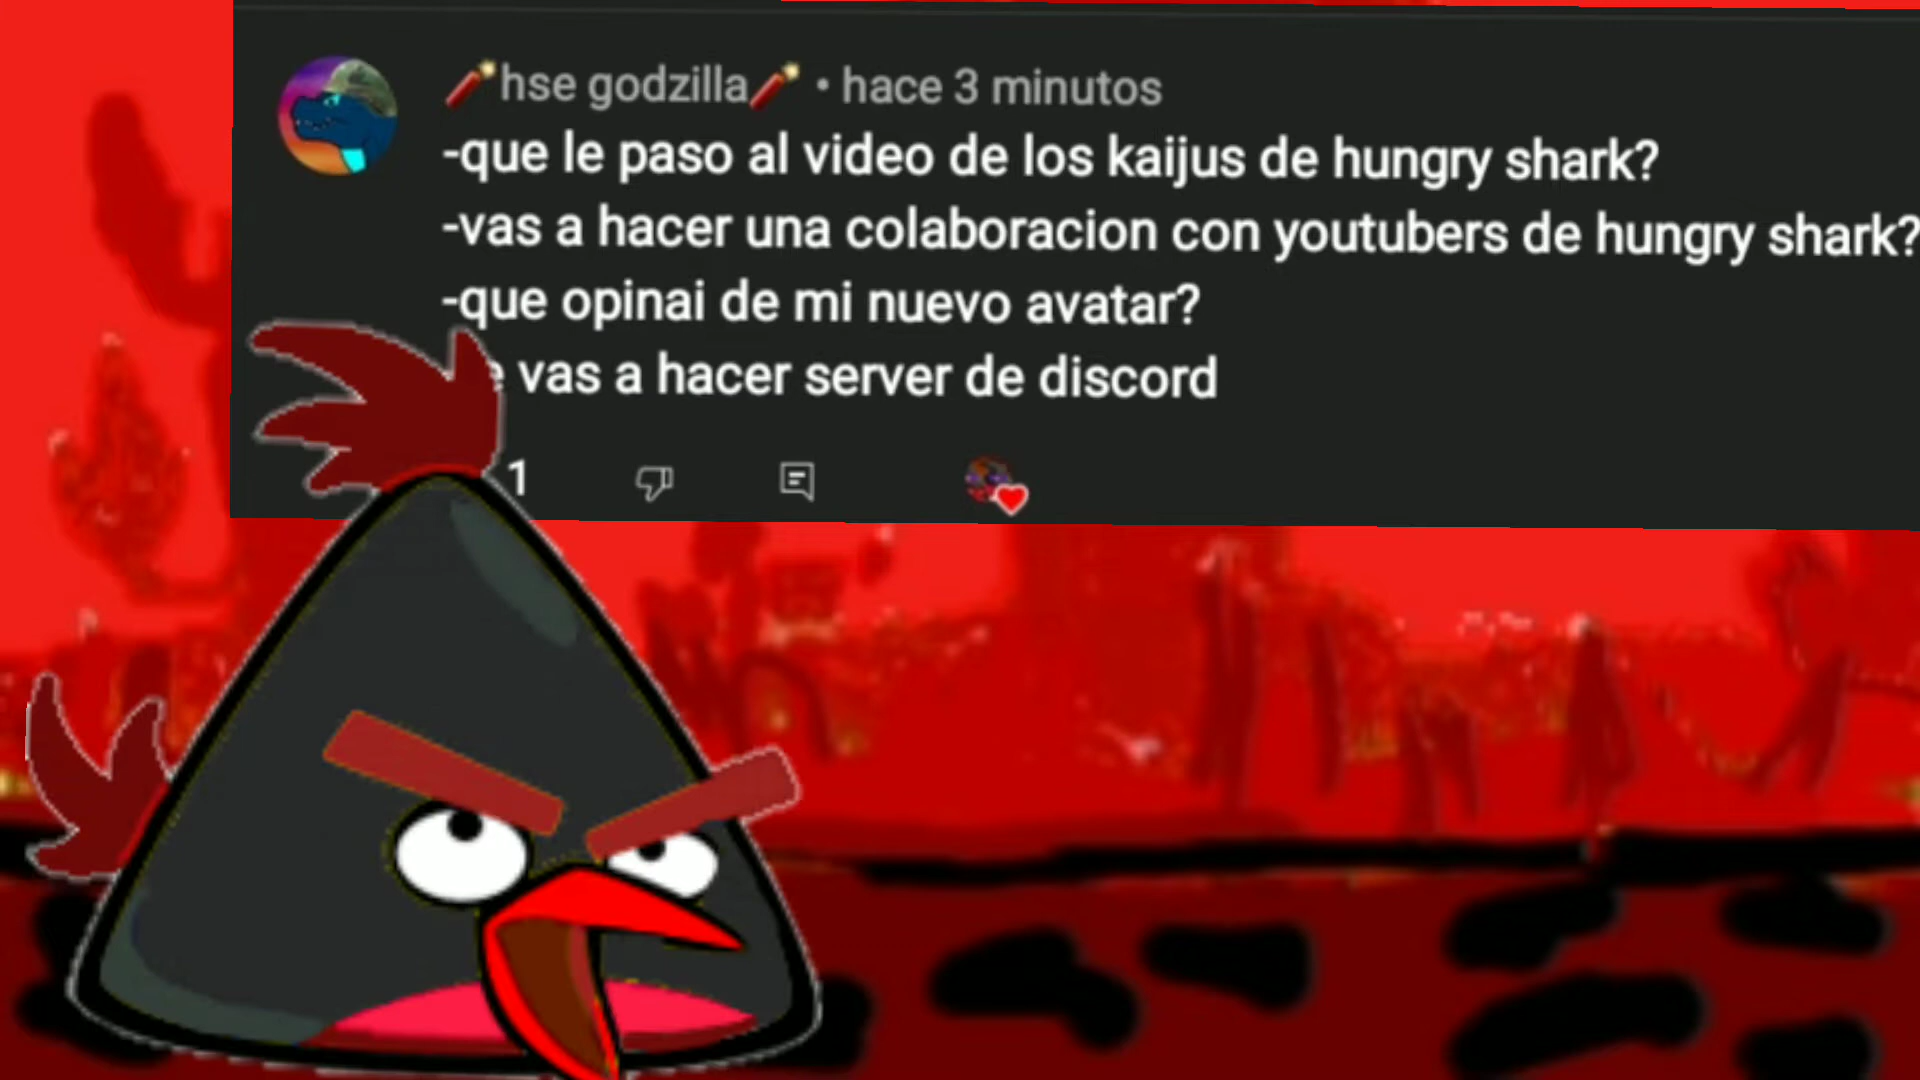 🧨hse godzilla🧨 • hace 3 minutos
-que le paso al video de los kaijus de hungry shark?
-vas a hacer una colaboracion con youtubers de hungry shark?
-que opinai de mi nuevo avatar?
vas a hacer server de discord
1